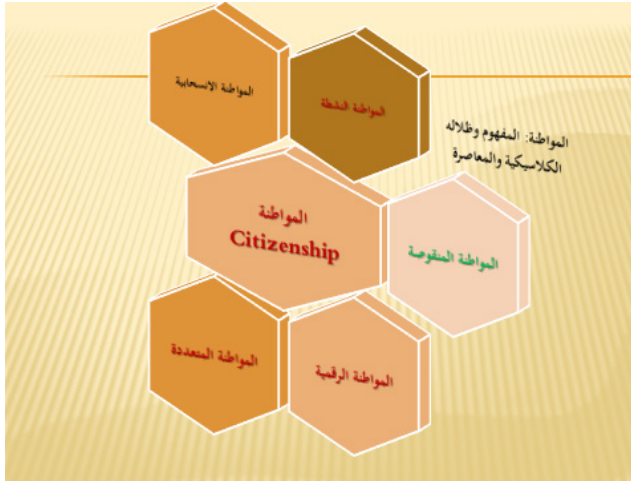 المواطنة الانسحابية
المواطنة النشطة
المواطنة: المفهوم وظلاله
الكلاسيكية والمعاصرة
المواطنة
Citizenship
المواطنة المنقوصة
المواطنة المتعددة
المواطنة الرقمية